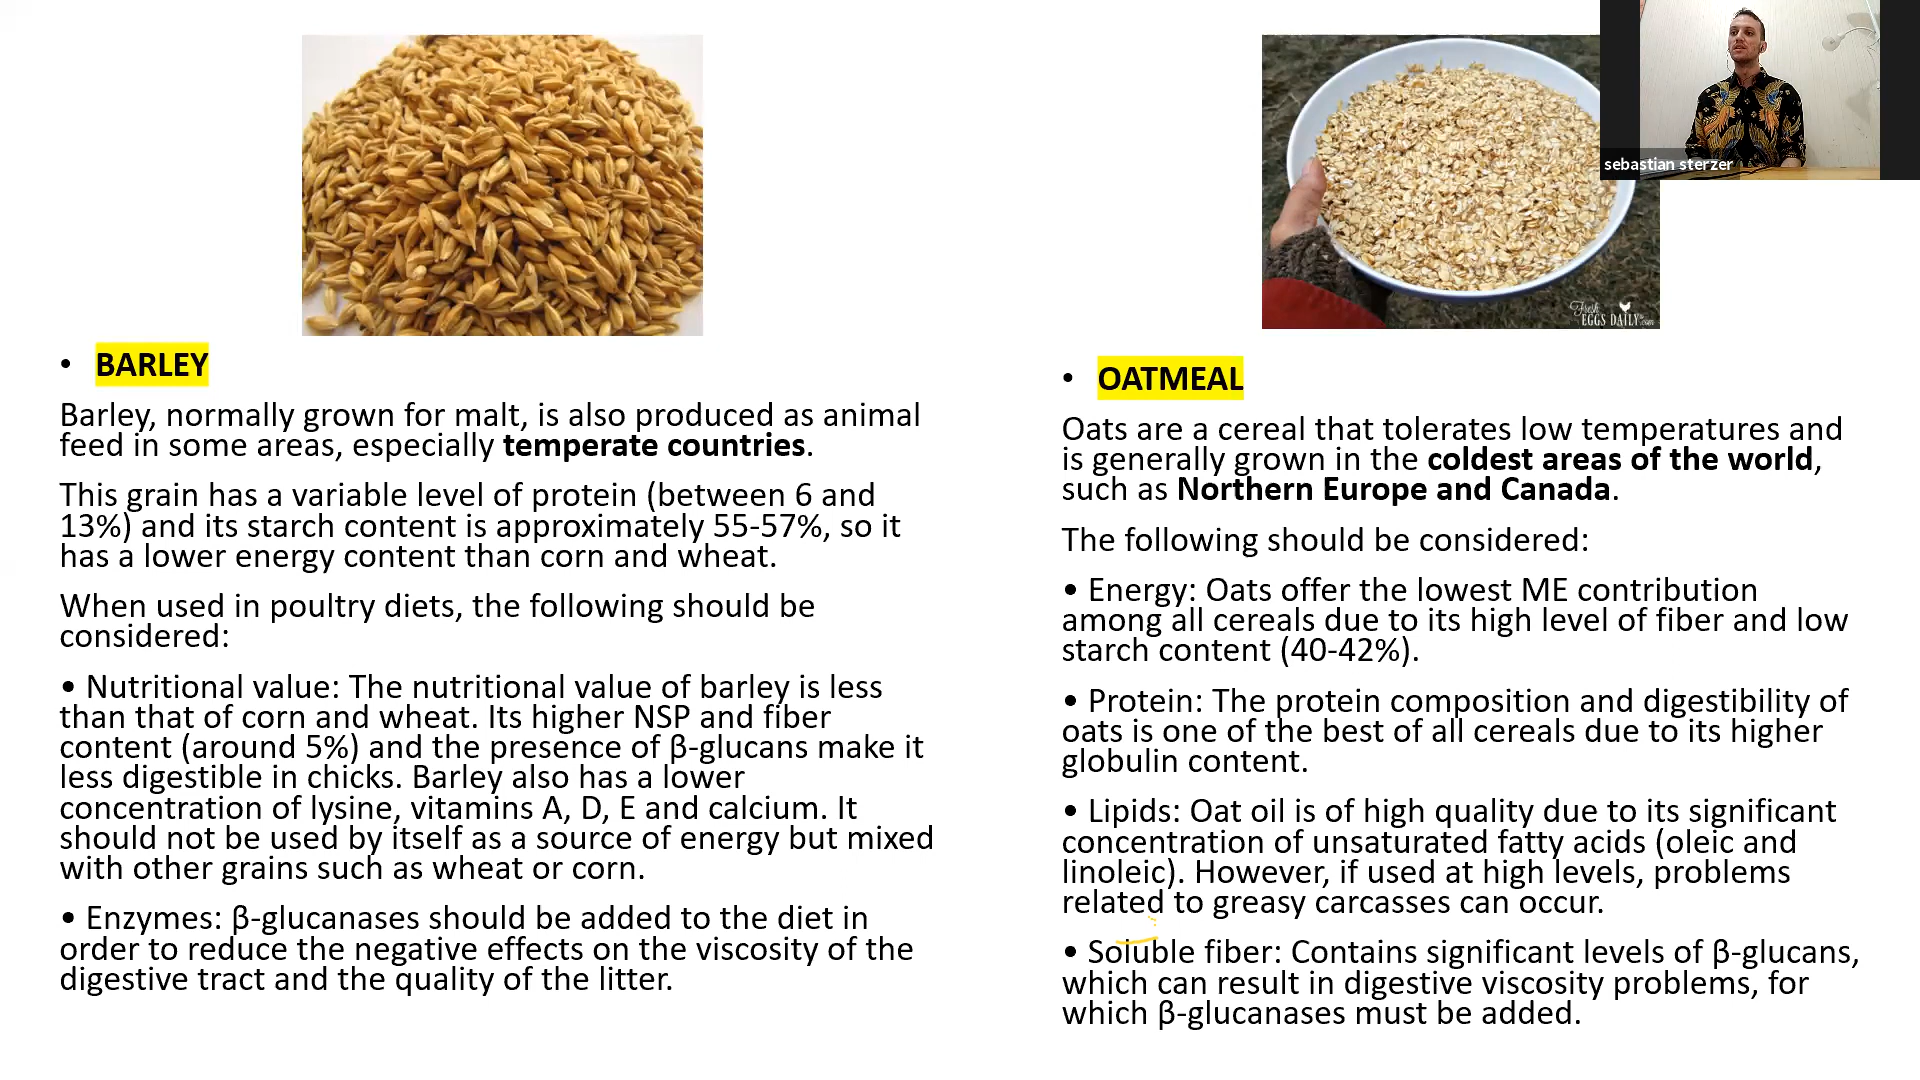 sebastian sterzer
Fresh
EGGS DAILY.com
• BARLEY
Barley, normally grown for malt, is also produced as animal
feed in some areas, especially temperate countries.
This grain has a variable level of protein (between 6 and
13%) and its starch content is approximately 55-57%, so it
has a lower energy content than corn and wheat.
When used in poultry diets, the following should be
considered:
• Nutritional value: The nutritional value of barley is less
than that of corn and wheat. Its higher NSP and fiber
content (around 5%) and the presence of β-glucans make it
less digestible in chicks. Barley also has a lower
concentration of lysine, vitamins A, D, E and calcium. It
should not be used by itself as a source of energy but mixed
with other grains such as wheat or corn.
• Enzymes: β-glucanases should be added to the diet in
order to reduce the negative effects on the viscosity of the
digestive tract and the quality of the litter.
• OATMEAL
Oats are a cereal that tolerates low temperatures and
is generally grown in the coldest areas of the world,
such as Northern Europe and Canada.
The following should be considered:
• Energy: Oats offer the lowest ME contribution
among all cereals due to its high level of fiber and low
starch content (40-42%).
• Protein: The protein composition and digestibility of
oats is one of the best of all cereals due to its higher
globulin content.
• Lipids: Oat oil is of high quality due to its significant
concentration of unsaturated fatty acids (oleic and
linoleic). However, if used at high levels, problems
related to greasy carcasses can occur.
• Soluble fiber: Contains significant levels of β-glucans,
which can result in digestive viscosity problems, for
which β-glucanases must be added.